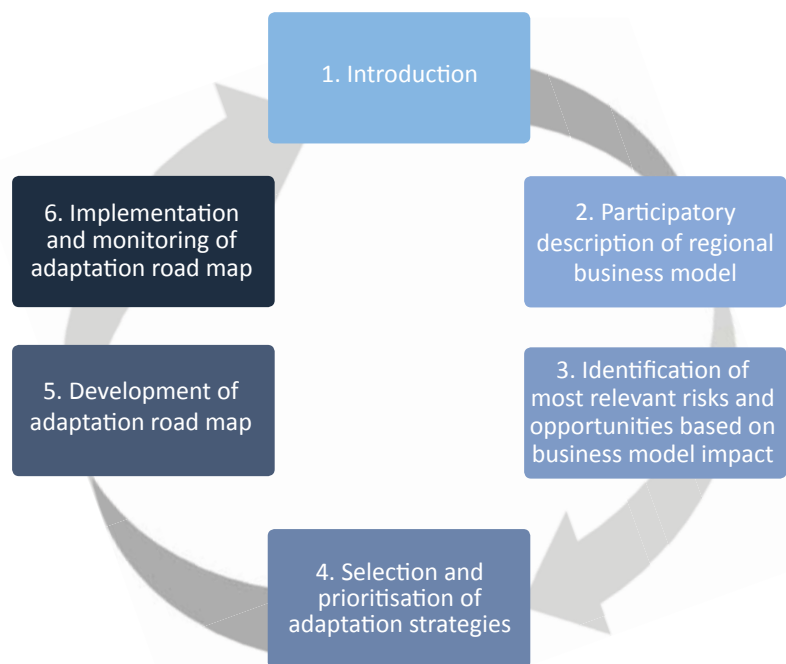 1. Introduction
2. Participatory
description of regional
business model
3. Identification of
most relevant risks and
opportunities based on
business model impact
4. Selection and
prioritisation of
adaptation strategies
5. Development of
adaptation road map
6. Implementation
and monitoring of
adaptation road map